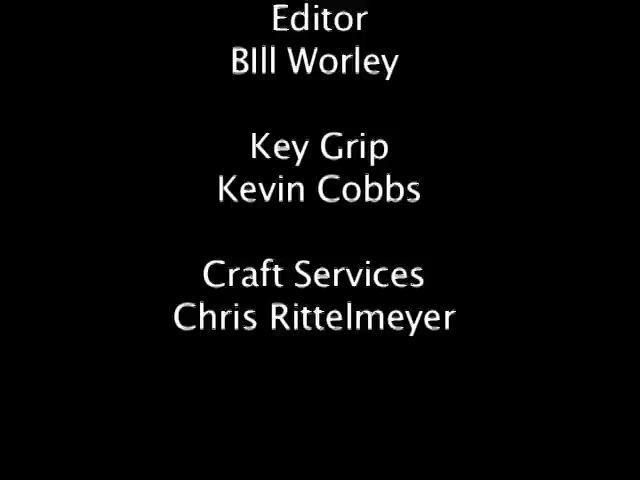 Editor
BIll Worley
Key Grip
Kevin Cobbs
Craft Services
Chris Rittelmeyer